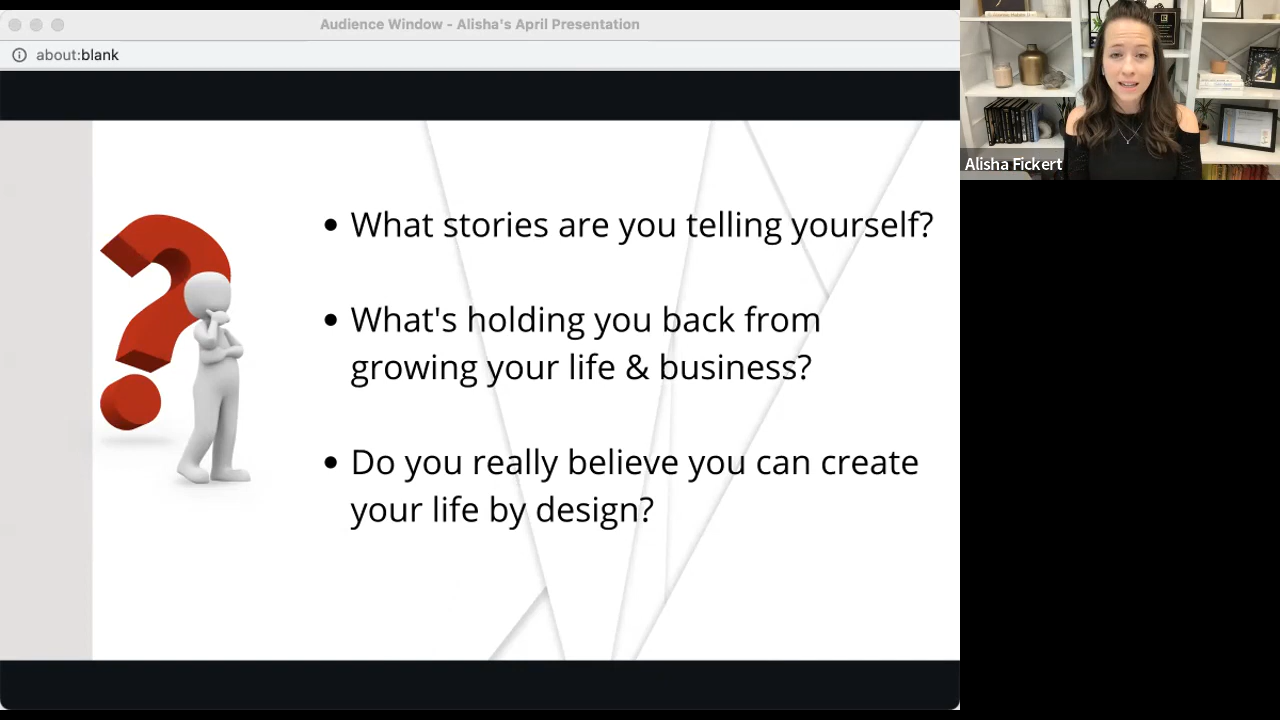 Audience Window - Alisha's April Presentation
about:blank
• What stories are you telling yourself?
• What's holding you back from
growing your life & business?
• Do you really believe you can create
your life by design?
Alisha Fickert